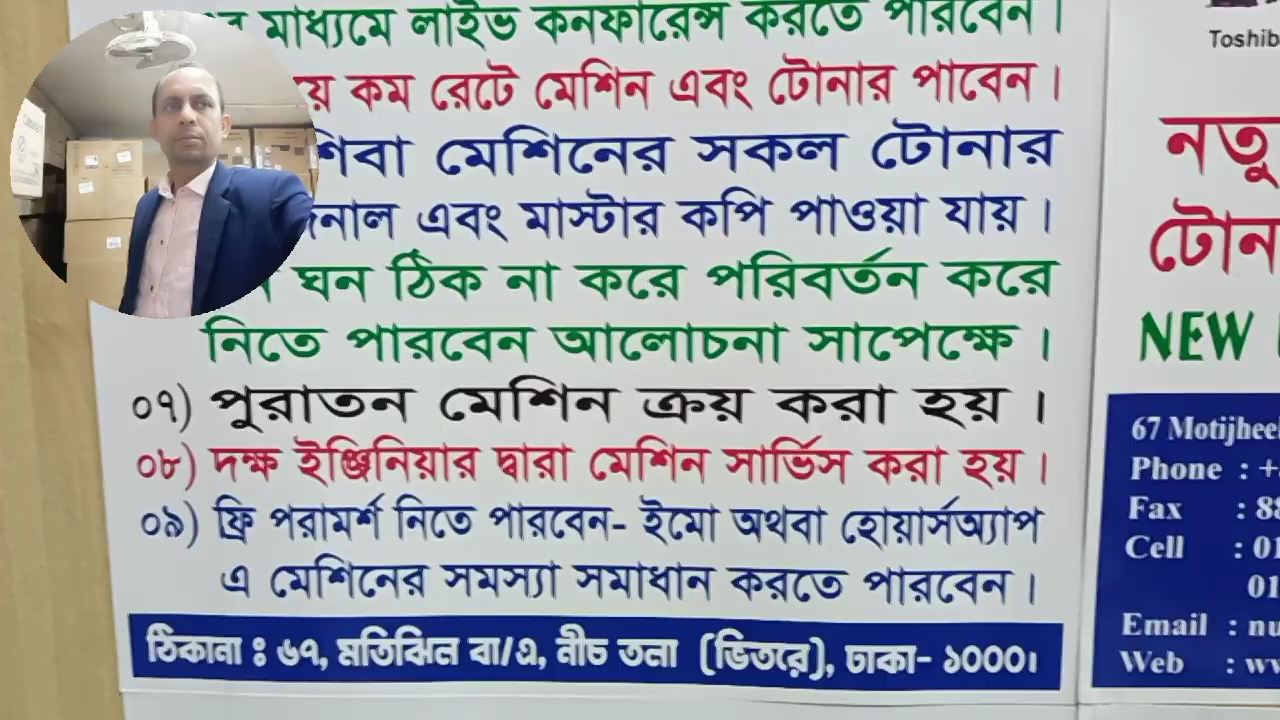 মাধ্যমে লাইভ কনফারেন্স করতে পারবেন।
কম রেটে মেশিন এবং টোনার পাবেন।
মেশিনের সকল টোনার
এবং মাস্টার কপি পাওয়া যায়।
ঘন ঠিক না করে পরিবর্তন করে
নিতে পারবেন আলোচনা সাপেক্ষে।
০৭) পুরাতন মেশিন ক্রয় করা হয়।
০৮) দক্ষ ইঞ্জিনিয়ার দ্বারা মেশিন সার্ভিস করা হয়।
০৯) ফ্রি পরামর্শ নিতে পারবেন- ইমো অথবা হোয়ার্সঅ্যাপ
এ মেশিনের সমস্যা সমাধান করতে পারবেন।
ঠিকানা : ৬৭, মতিঝিল বা/এ, নীচ তলা (ভিতরে), ঢাকা- ১০০০।
Toshib
নতু
টোন
NEW
67 Motijhee
Phone : +
Fax : 88
Cell : 01
01
Email : nu
Web : ww